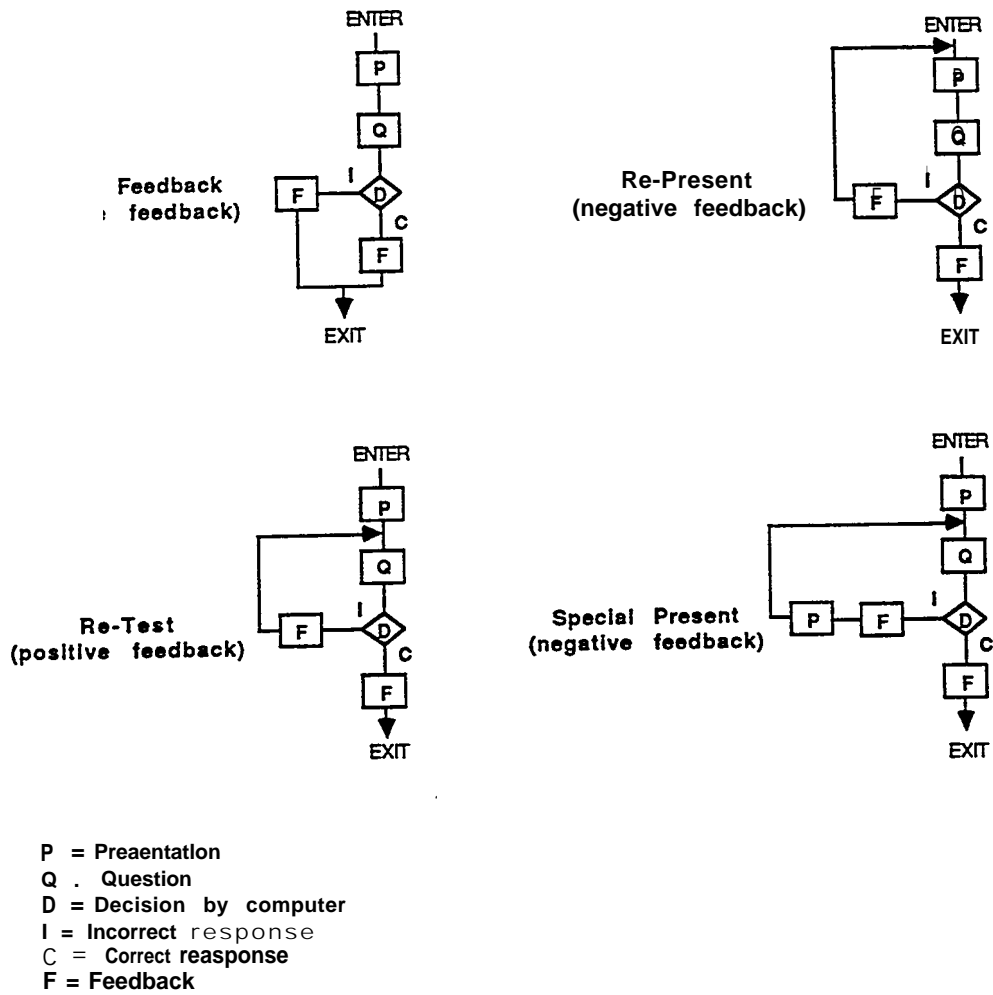 ENTER
P
Q
I
Feedback
feedback)
F
D
C
F
EXIT
ENTER
P
Q
I
Re-Present
(negative feedback)
F
D
C
F
EXIT
ENTER
P
Q
I
Re-Test
(positive feedback)
F
D
C
F
EXIT
ENTER
P
Q
I
Special Present
(negative feedback)
P
F
D
C
F
EXIT
P = Preaentatlon
Q . Question
D = Decision by computer
I = Incorrect response
C = Correct reasponse
F = Feedback